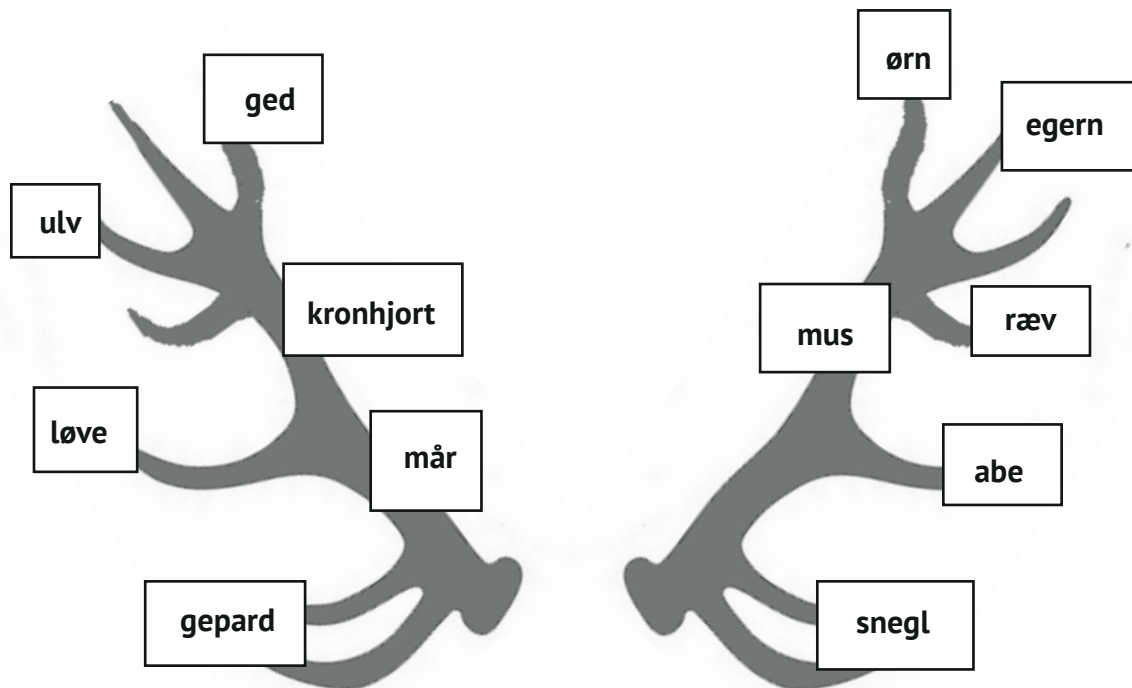 ørn
ged
egern
ulv
kronhjort
ræv
mus
løve
mår
abe
gepard
snegl